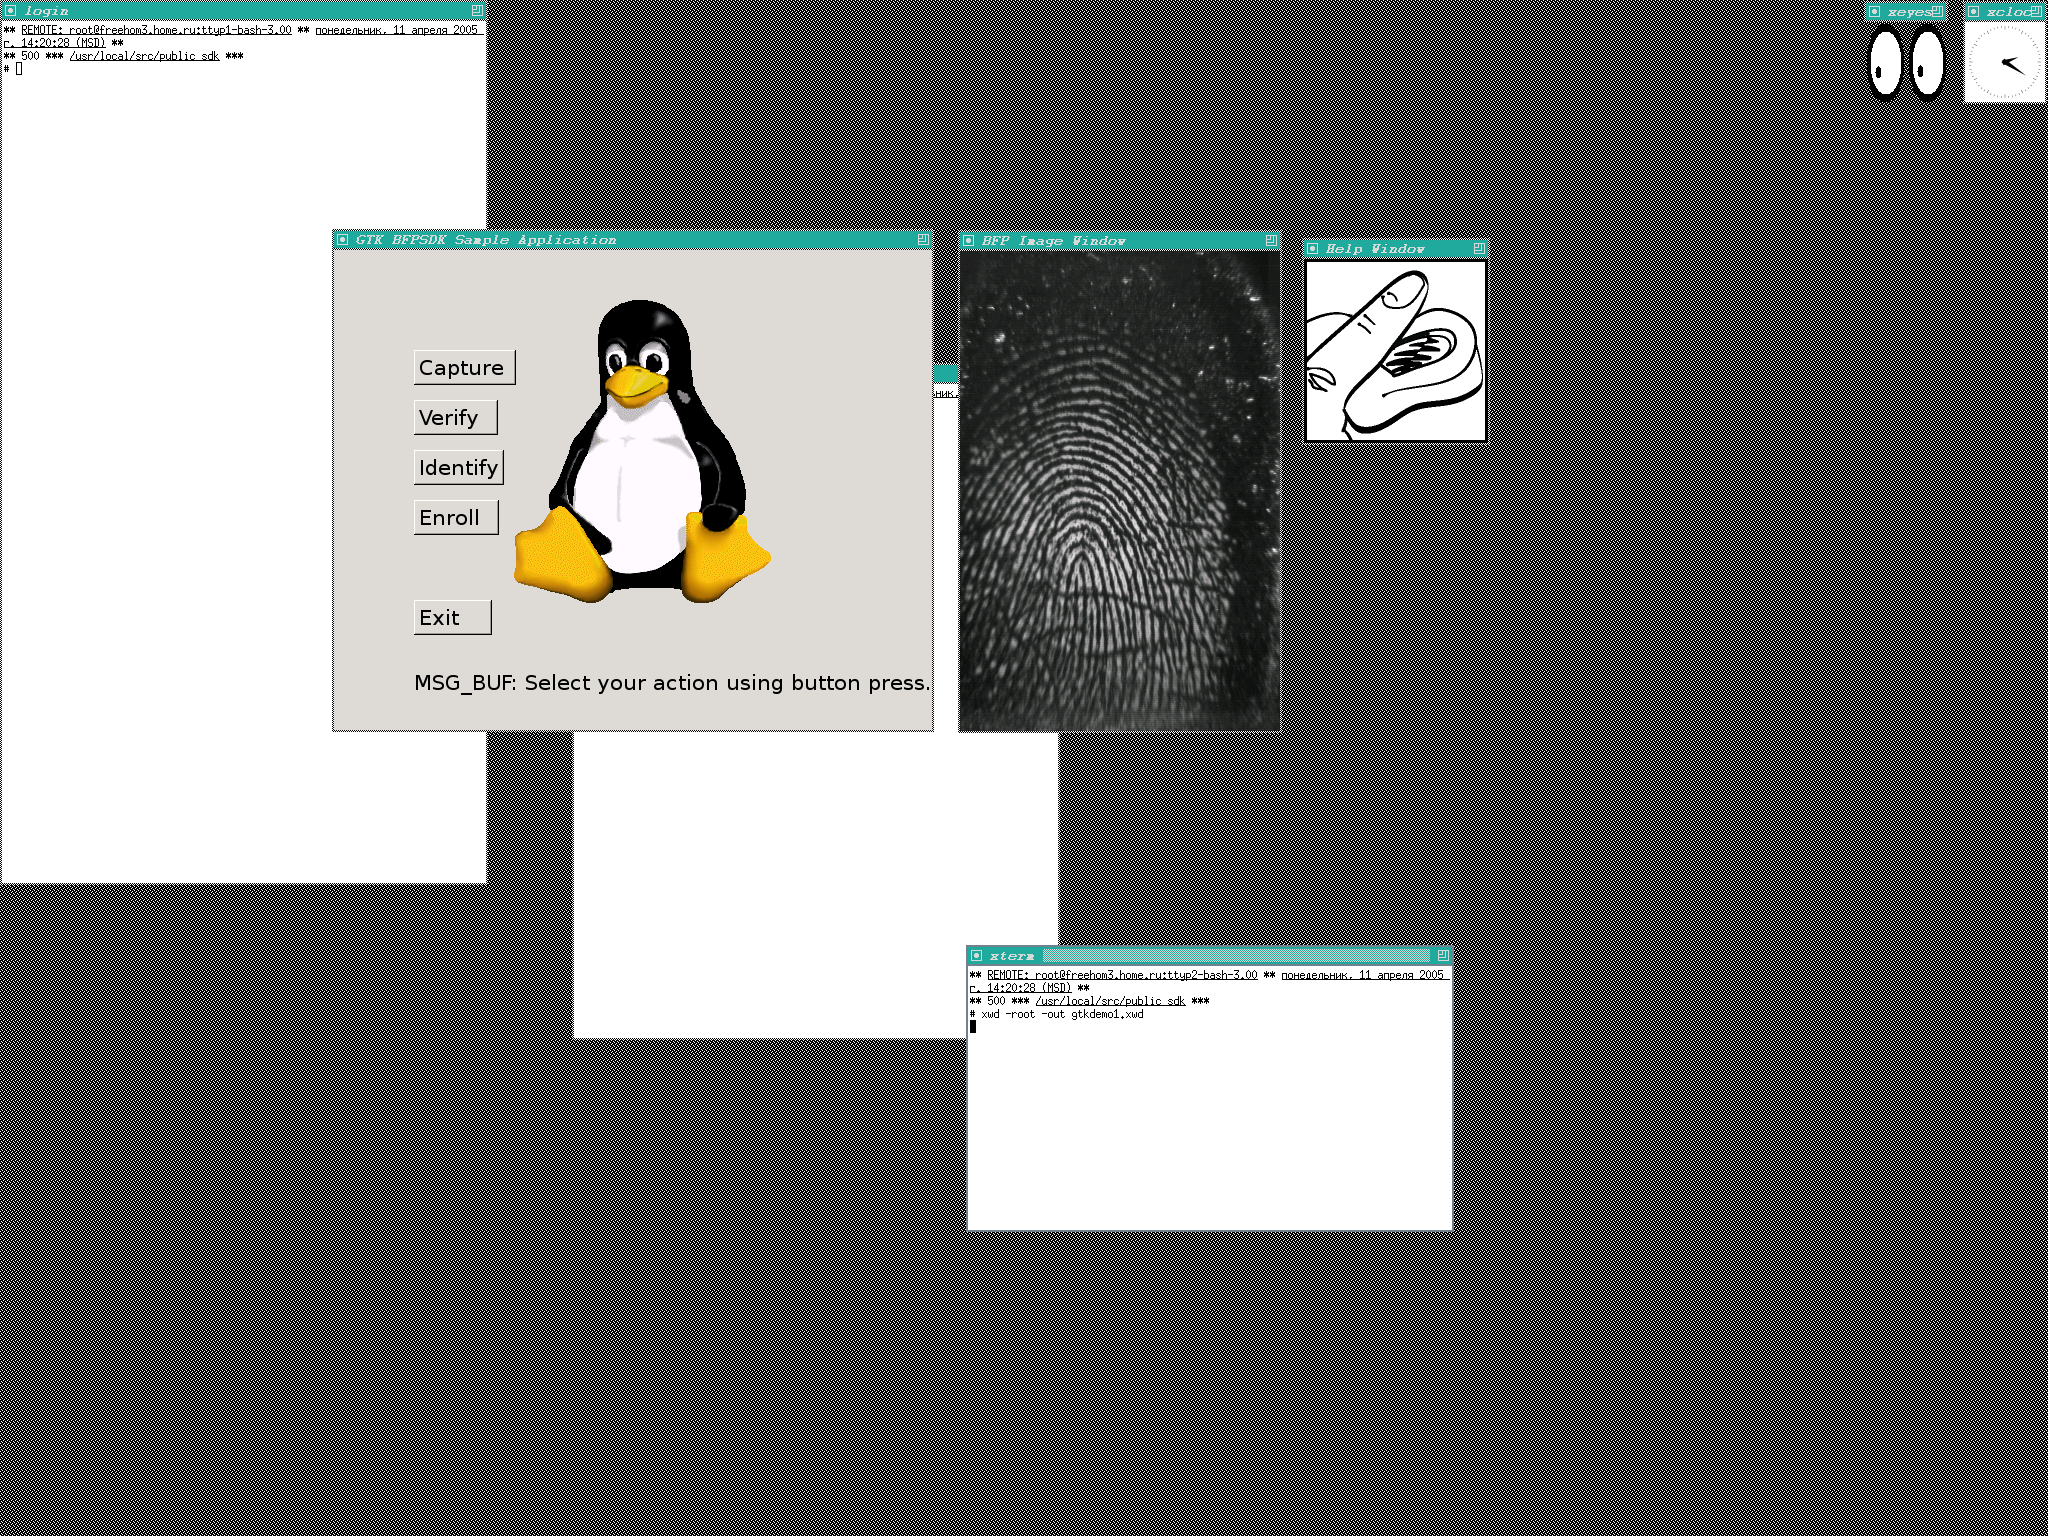 login
** REMOTE: root@freehom3.home.ru:ttyp1-bash-3.00 ** понедельник, 11 апреля 2005
г. 14:20:28 (MSD) **
** 500 *** /usr/local/src/public_sdk ***
#
xeyes
xcloc
GTK BFPSDK Sample Application
Capture
Verify
Identify
Enroll
Exit
MSG_BUF: Select your action using button press.
BFP Image Window
Help Window
xterm
** REMOTE: root@freehom3.home.ru:ttyp2-bash-3.00 ** понедельник, 11 апреля 2005
г. 14:20:28 (MSD) **
** 500 *** /usr/local/src/public_sdk ***
# xwd -root -out gtkdemo1.xwd